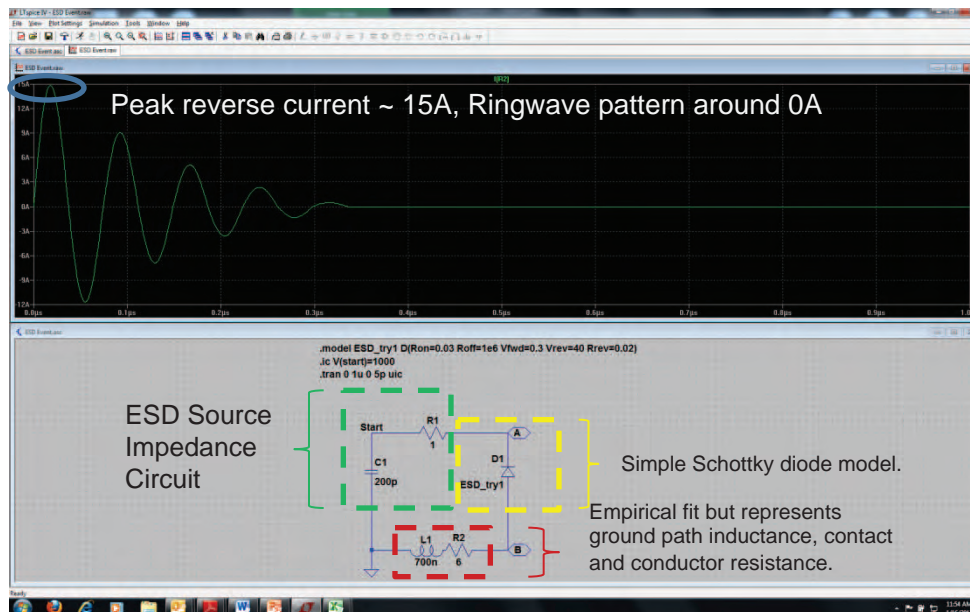 LTspice IV - ESD Event.raw
File View Plot Settings Simulation Tools Window Help
ESD Event.asc ESD Event.raw
ESD Event.raw
I(R2)
15A
Peak reverse current ~ 15A, Ringwave pattern around 0A
12A
9A
6A
3A
0A
-3A
-6A
-9A
-12A
0.0µs 0.1µs 0.2µs 0.3µs 0.4µs 0.5µs 0.6µs 0.7µs 0.8µs 0.9µs 1.0
ESD Event.asc
.model ESD_try1 D(Ron=0.03 Roff=1e6 Vfwd=0.3 Vrev=40 Rrev=0.02)
.ic V(start)=1000
.tran 0 1u 0 5p uic
ESD Source
Impedance
Circuit
Start
R1
1
A
C1
200p
D1
ESD_try1
Simple Schottky diode model.
L1
700n
R2
6
B
Empirical fit but represents
ground path inductance, contact
and conductor resistance.
Ready
11:54 AM